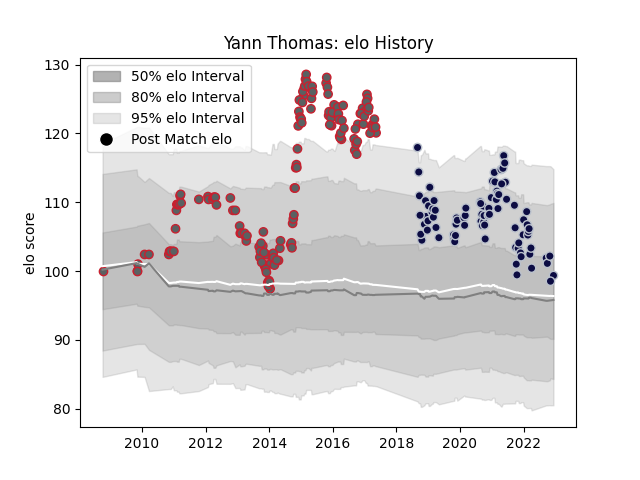 Yann Thomas: elo History
130
120
110
100
90
80
elo score
50% elo Interval
80% elo Interval
95% elo Interval
Post Match elo
2010 2012 2014 2016 2018 2020 2022